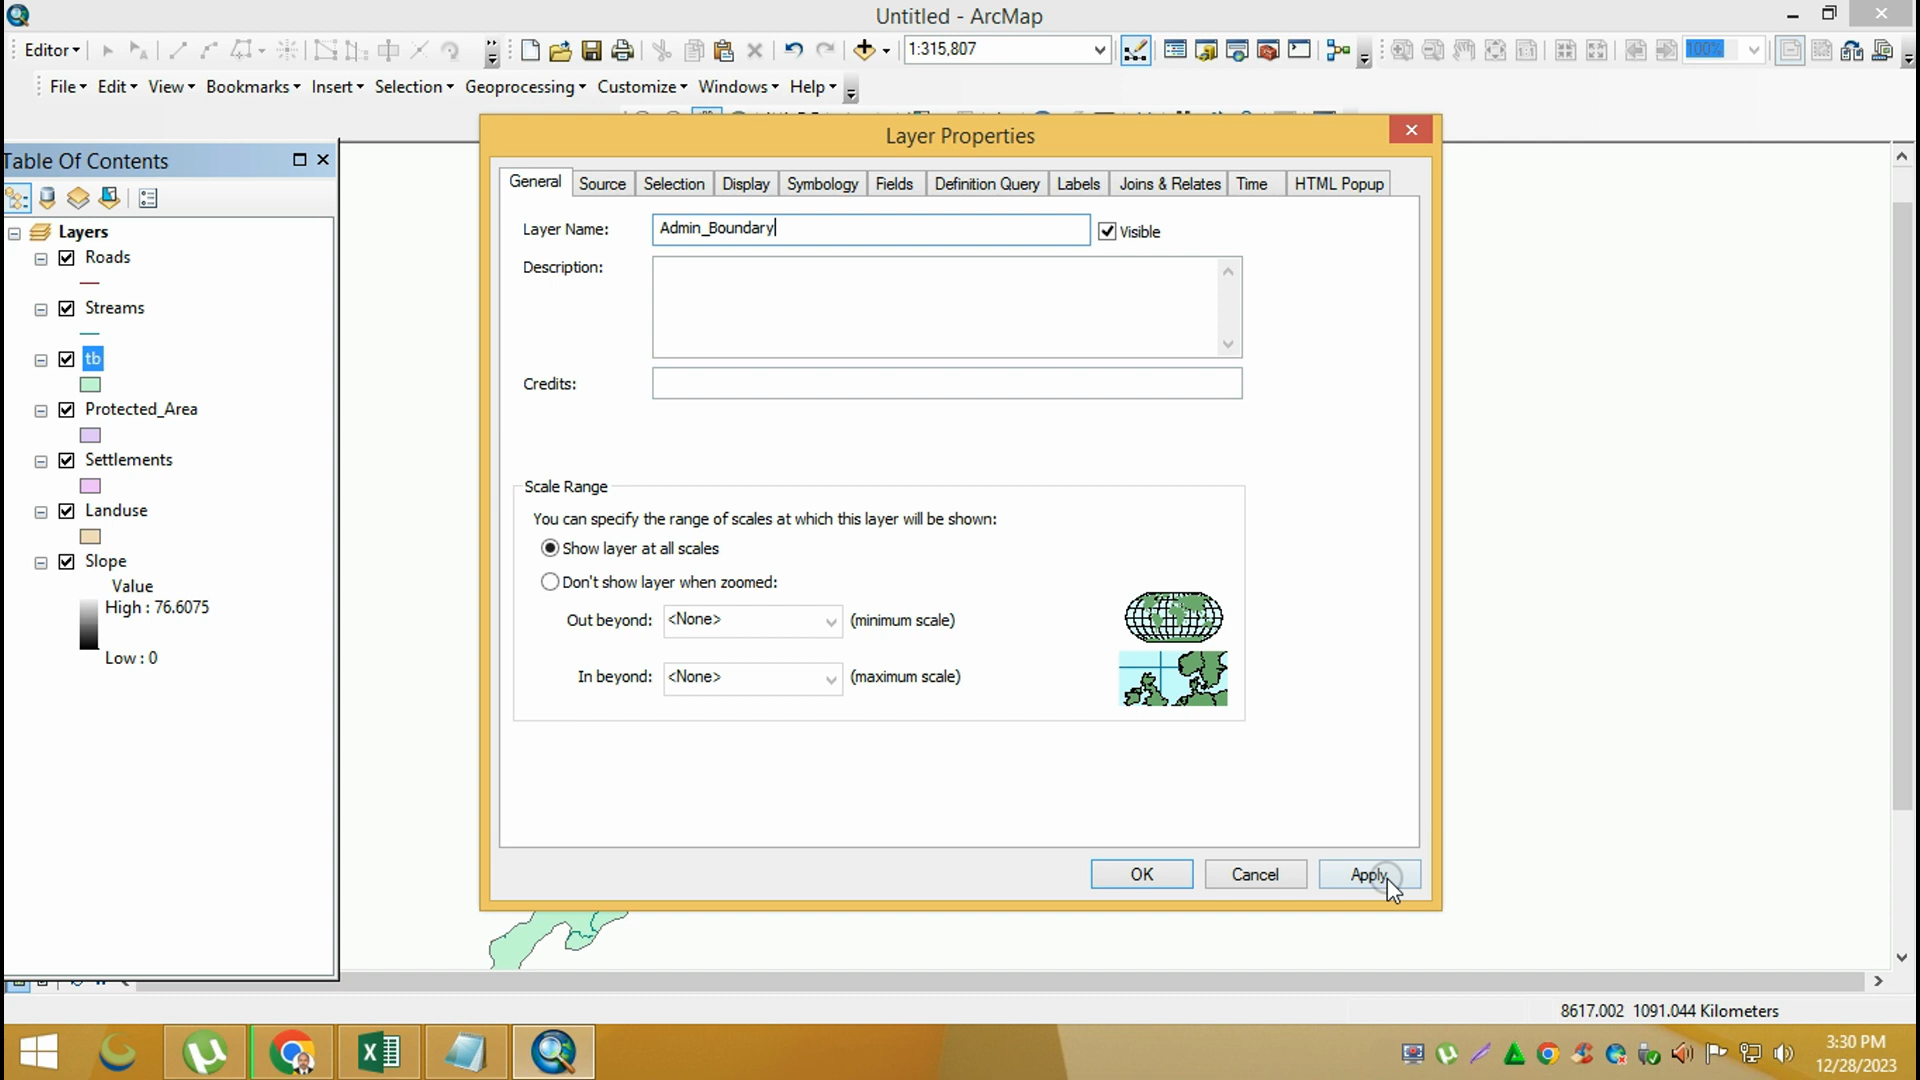 Untitled - ArcMap
Editor
1:315,807
100%
File Edit View Bookmarks Insert Selection Geoprocessing Customize Windows Help
Table Of Contents
Layers
Roads
Streams
tb
Protected_Area
Settlements
Landuse
Slope
Value
High : 76.6075
Low : 0
Layer Properties
General Source Selection Display Symbology Fields Definition Query Labels Joins & Relates Time HTML Popup
Layer Name: Admin_Boundary Visible
Description:
Credits:
Scale Range
You can specify the range of scales at which this layer will be shown:
Show layer at all scales
Don't show layer when zoomed:
Out beyond: <None> (minimum scale)
In beyond: <None> (maximum scale)
OK Cancel Apply
8617.002 1091.044 Kilometers
3:30 PM
12/28/2023